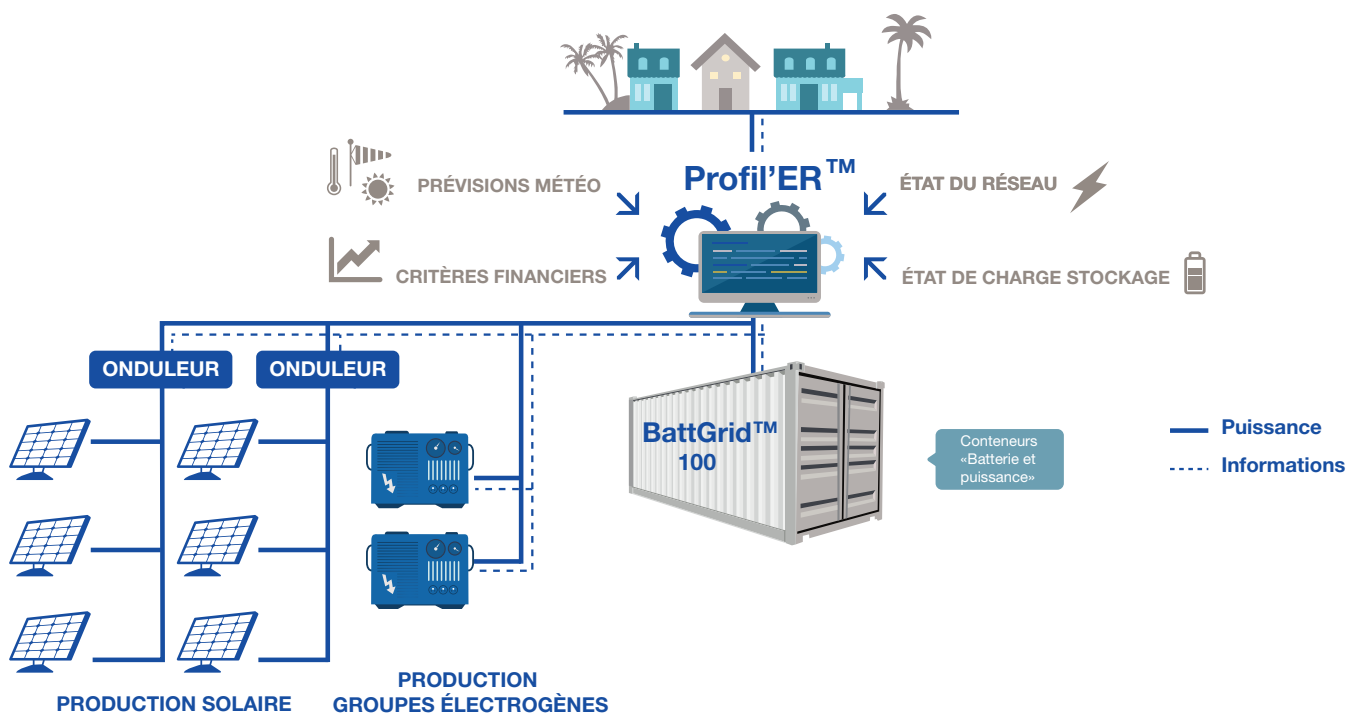 Profil’ER™
PRÉVISIONS MÉTÉO
ÉTAT DU RÉSEAU
CRITÈRES FINANCIERS
ÉTAT DE CHARGE STOCKAGE
ONDULEUR
ONDULEUR
BattGrid™
100
Conteneurs
«Batterie et
puissance»
Puissance
Informations
PRODUCTION SOLAIRE
PRODUCTION
GROUPES ÉLECTROGÈNES